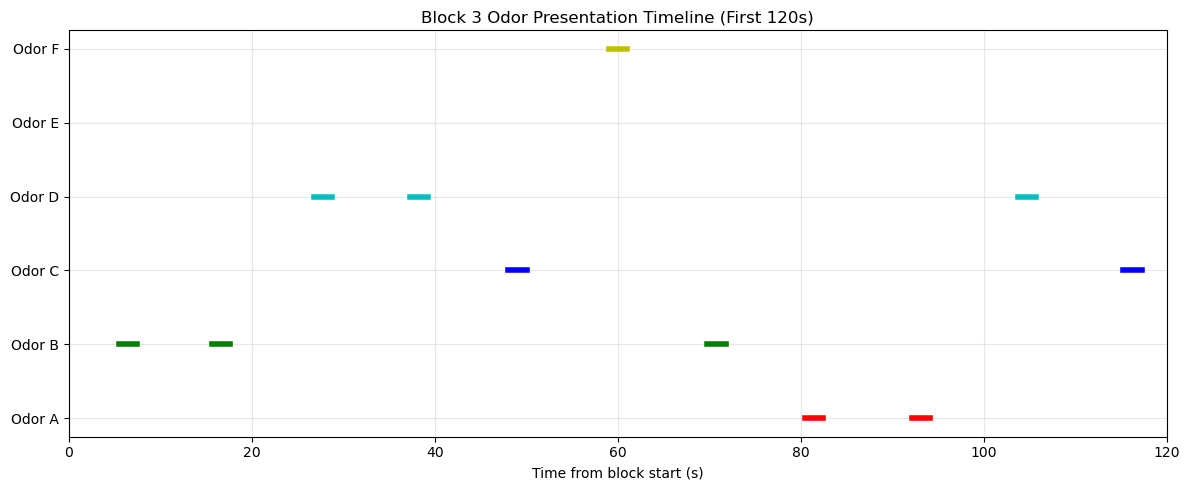 Block 3 Odor Presentation Timeline (First 120s)
Odor F
Odor E
Odor D
Odor C
Odor B
Odor A
0 20 40 60 80 100 120
Time from block start (s)